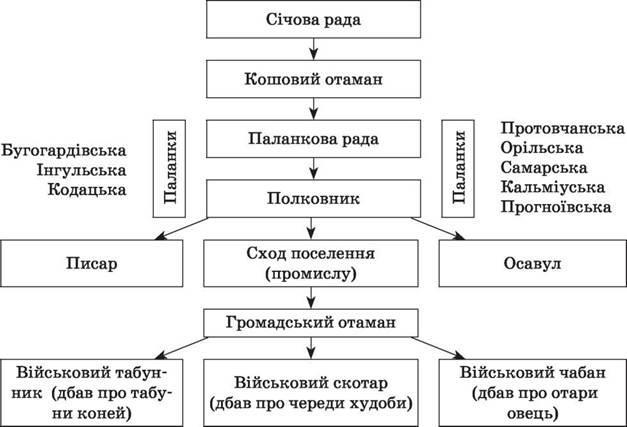 Січова рада
Кошовий отаман
Паланкова рада
Бугогардівська
Інгульська
Кодацька
Паланки
Паланки
Протовчанська
Орільська
Самарська
Кальміуська
Прогноївська
Полковник
Писар
Сход поселення
(промислу)
Осавул
Громадський отаман
Військовий табун-
ник (дбав про табу-
ни коней)
Військовий скотар
(дбав про череди худоби)
Військовий чабан
(дбав про отари
овець)